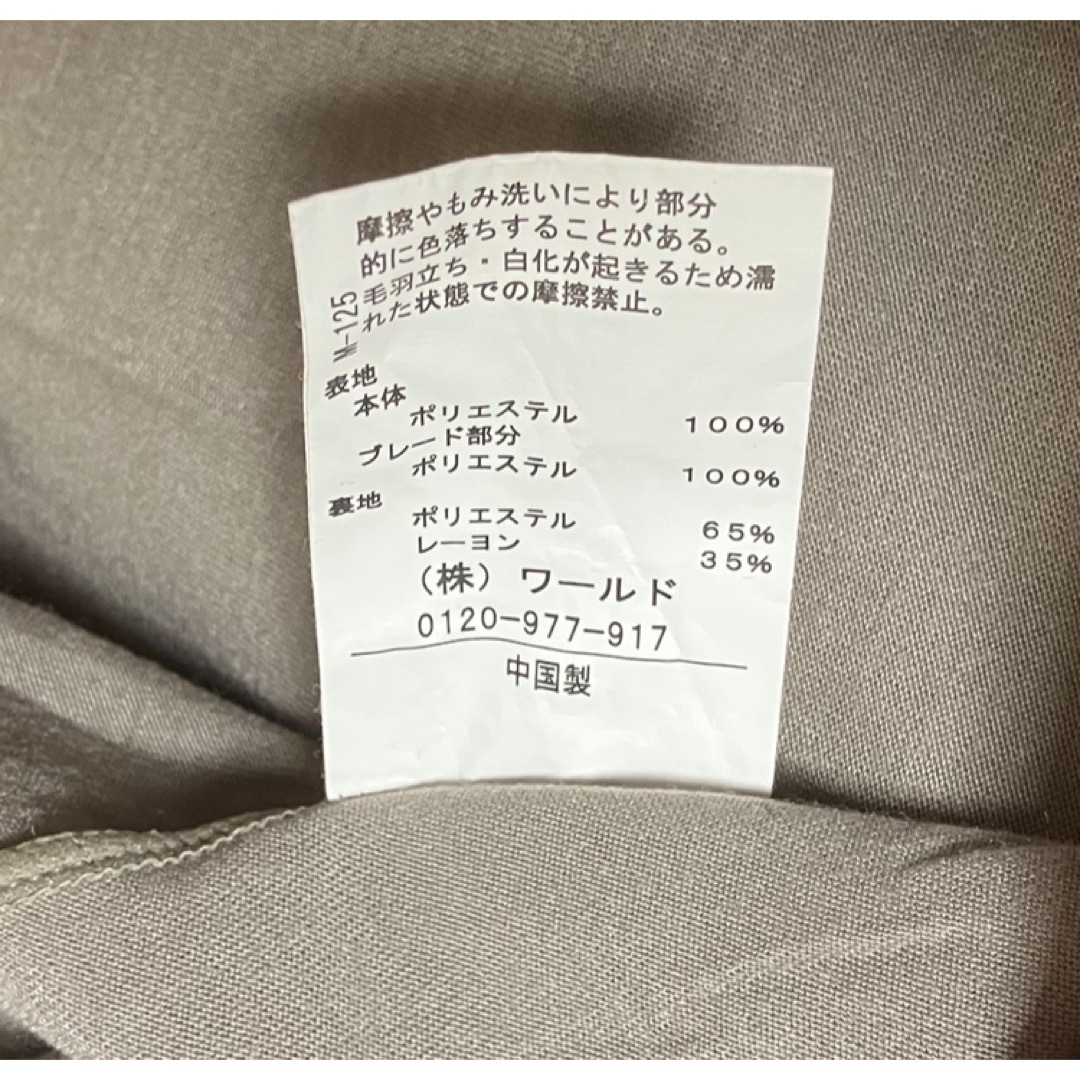 摩擦やもみ洗いにより部分
的に色落ちすることがある。
毛羽立ち・白化が起きるため濡
れた状態での摩擦禁止。
M-125
表地
本体
ポリエステル 100%
ブレード部分
ポリエステル 100%
裏地
ポリエステル 65%
レーヨン 35%
(株) ワールド
0120-977-917
中国製